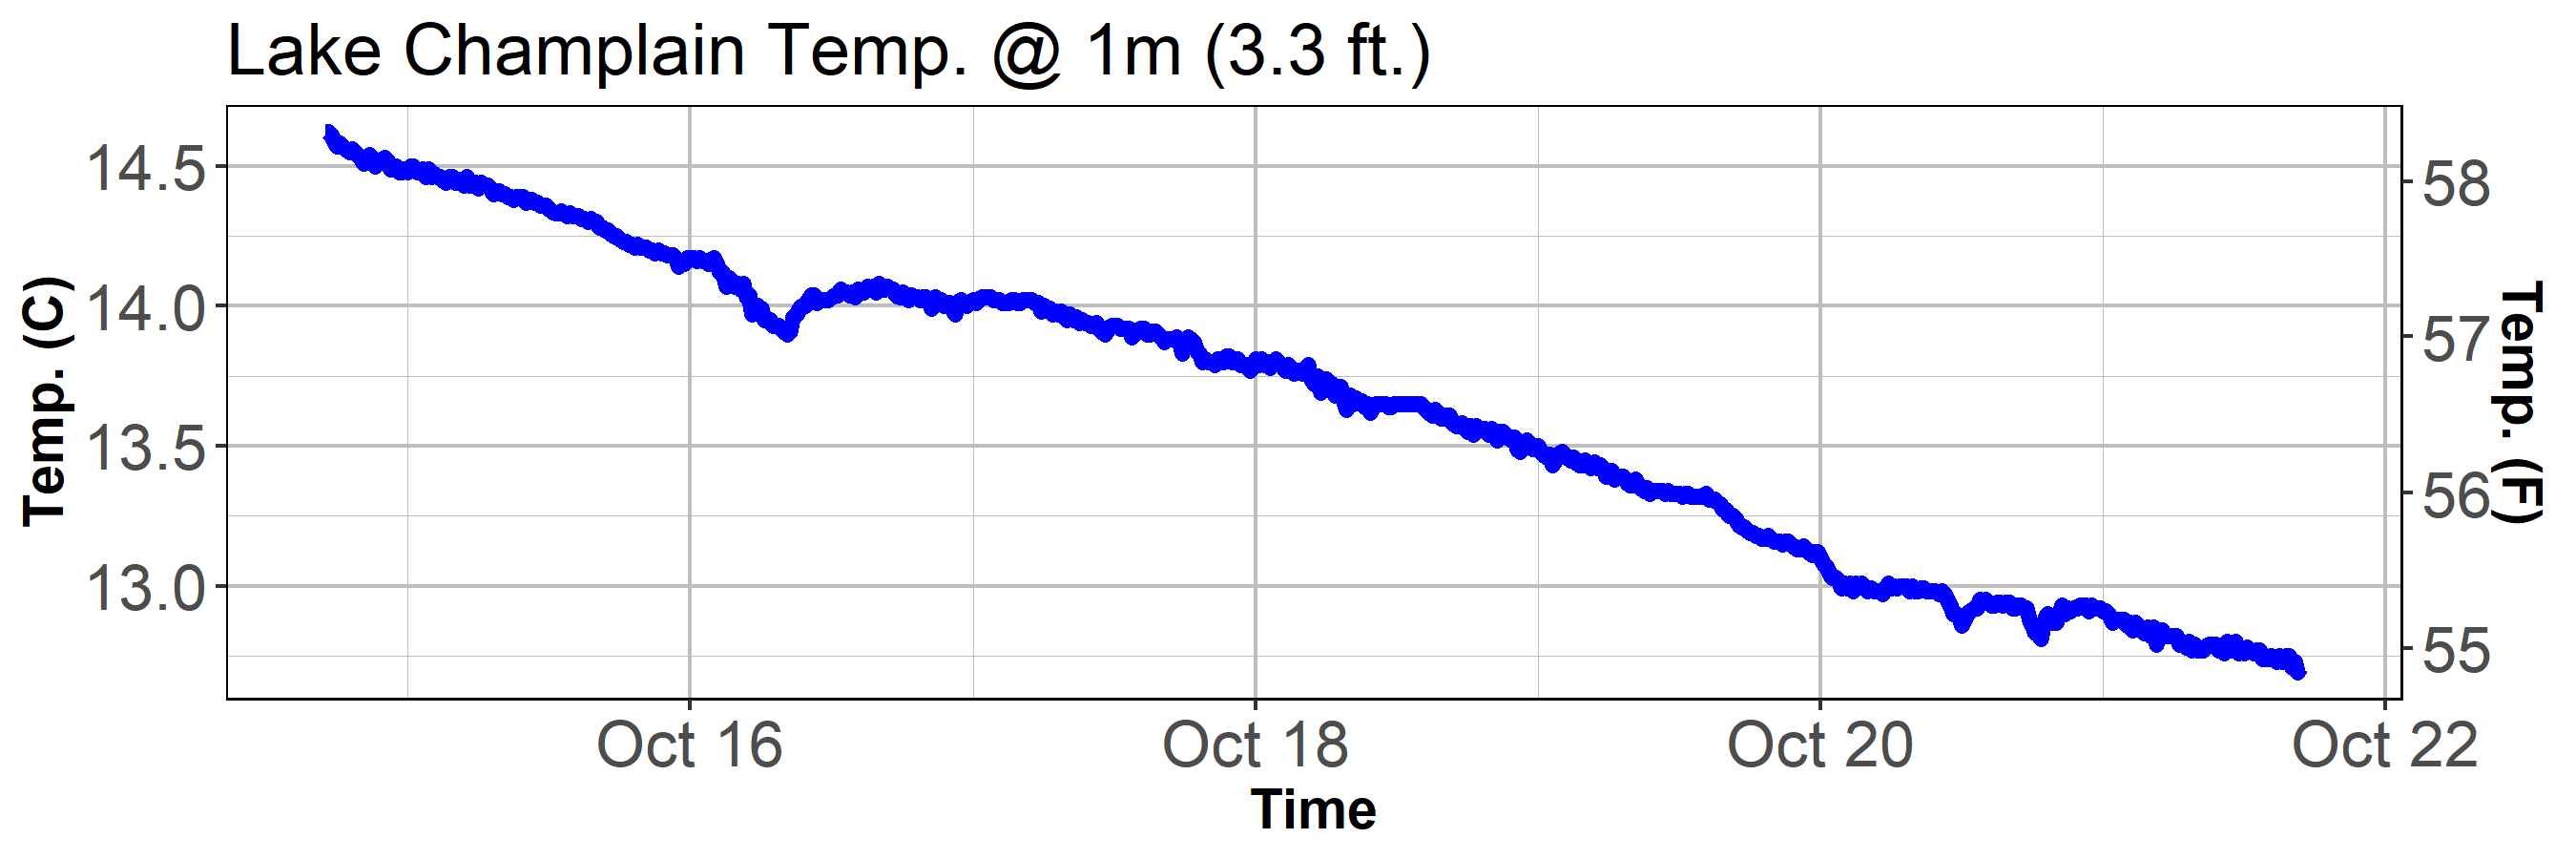 Lake Champlain Temp. @ 1m (3.3 ft.)
Temp. (C)
14.5
14.0
13.5
13.0
58
57
56
55
Temp. (F)
Oct 16
Oct 18
Oct 20
Oct 22
Time